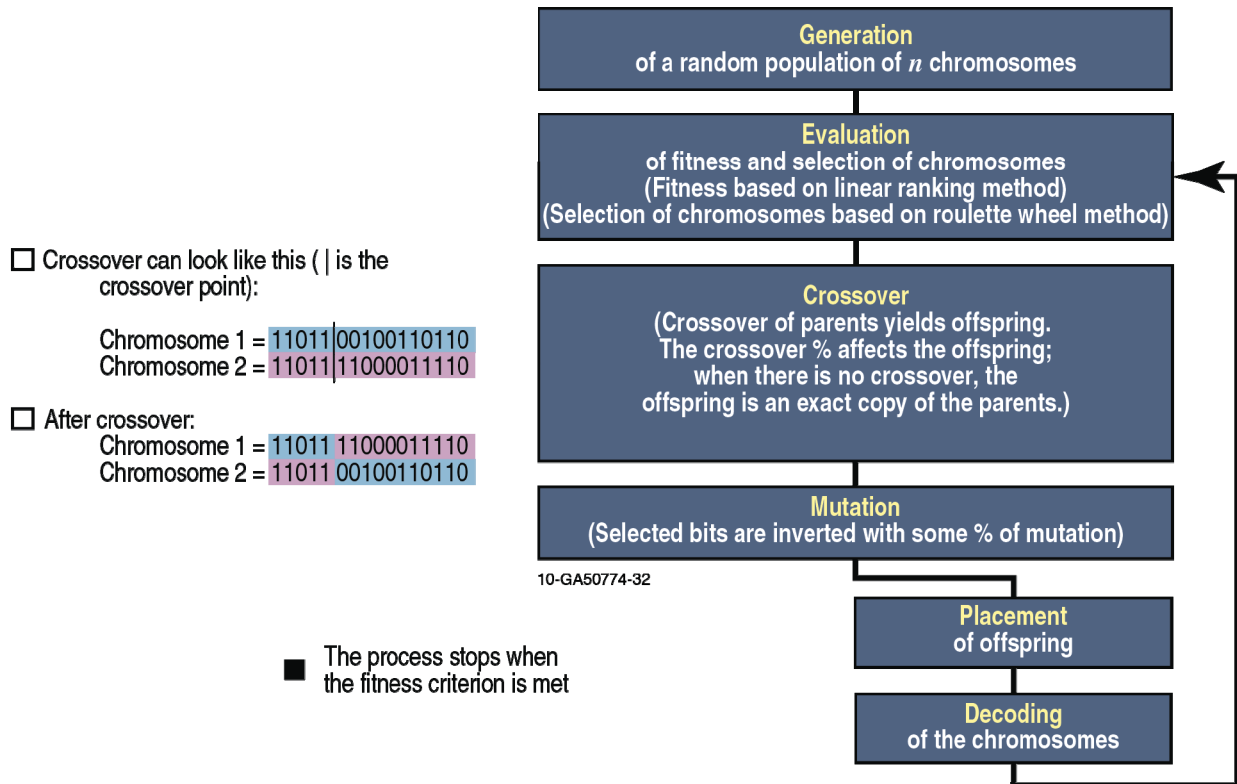 Generation
of a random population of n chromosomes
Evaluation
of fitness and selection of chromosomes
(Fitness based on linear ranking method)
(Selection of chromosomes based on roulette wheel method)
Crossover
(Crossover of parents yields offspring.
The crossover % affects the offspring;
when there is no crossover, the
offspring is an exact copy of the parents.)
Mutation
(Selected bits are inverted with some % of mutation)
10-GA50774-32
Placement
of offspring
Decoding
of the chromosomes
Crossover can look like this ( | is the
crossover point):
Chromosome 1 = 11011|00100110110
Chromosome 2 = 11011|11000011110
After crossover:
Chromosome 1 = 11011 11000011110
Chromosome 2 = 11011 00100110110
The process stops when
the fitness criterion is met